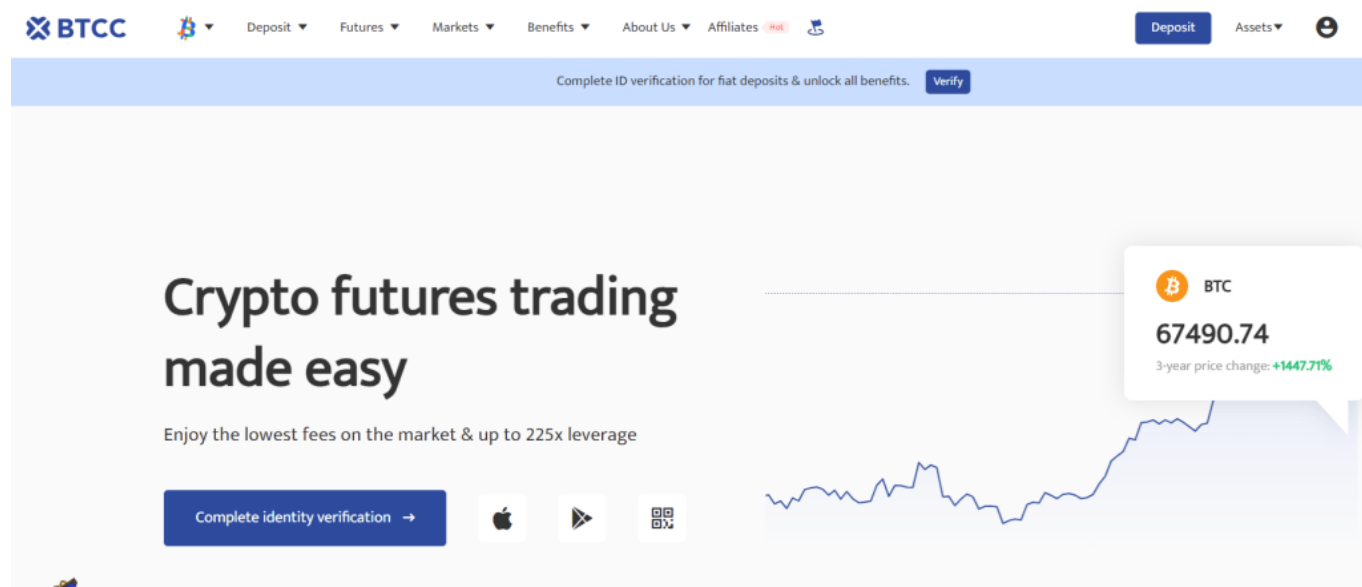 BTCC
Deposit
Futures
Markets
Benefits
About Us
Affiliates Hot
Deposit
Assets
Complete ID verification for fiat deposits & unlock all benefits.
Verify
Crypto futures trading
made easy
Enjoy the lowest fees on the market & up to 225x leverage
Complete identity verification →
BTC
67490.74
3-year price change: +1447.71%